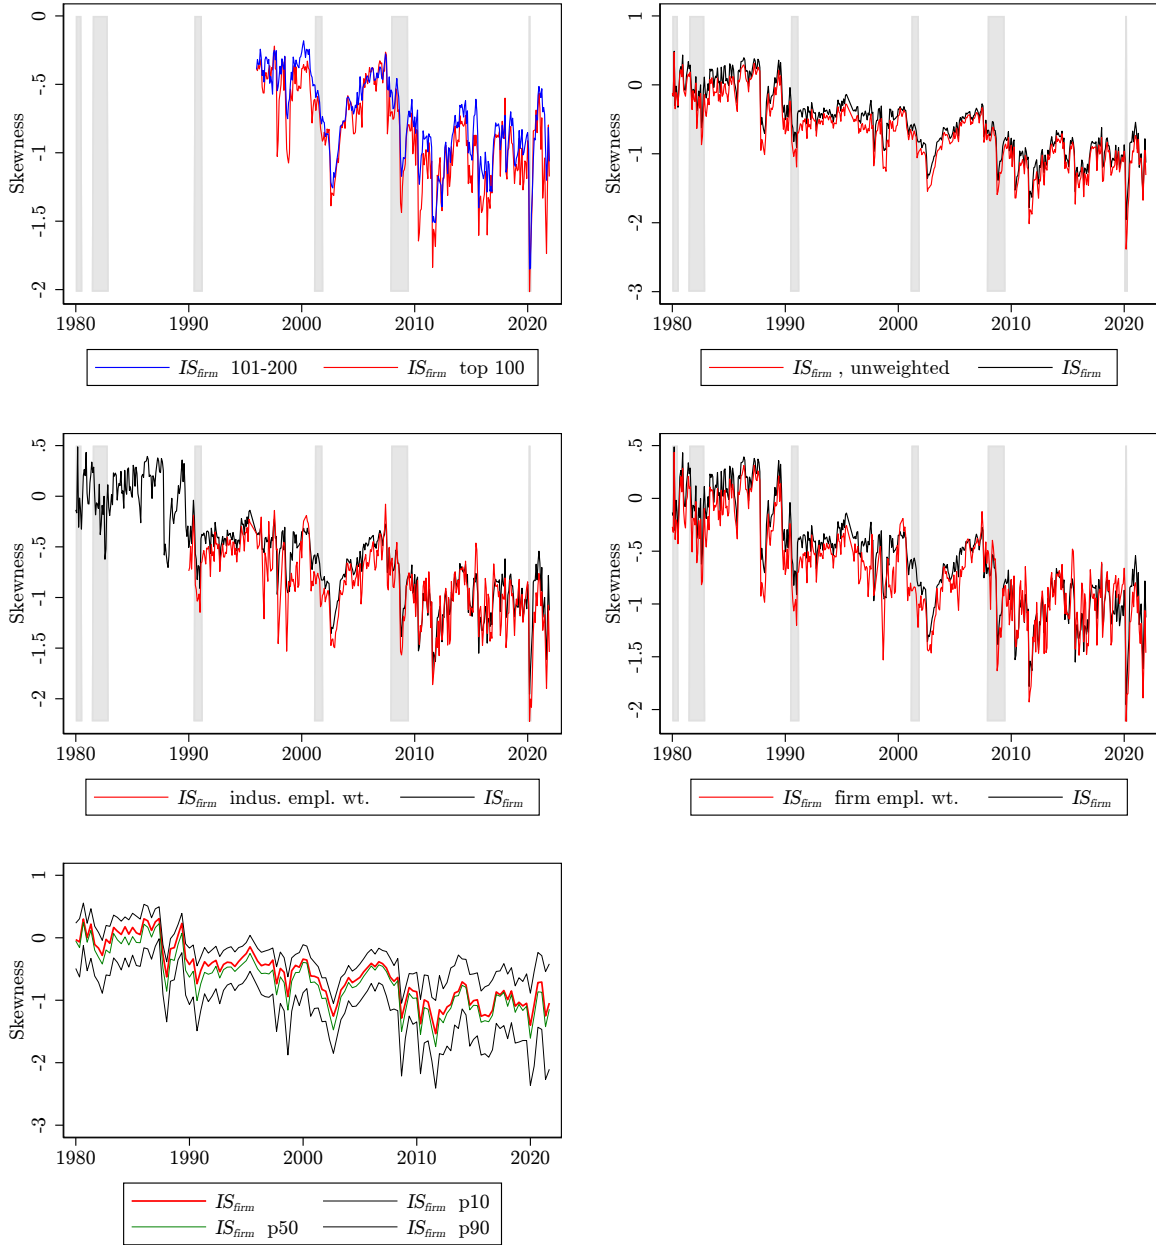 0
-.5
-1
-1.5
-2
Skewness
1980 1990 2000 2010 2020
IS_firm 101-200 IS_firm top 100
1
0
-1
-2
-3
Skewness
1980 1990 2000 2010 2020
IS_firm , unweighted IS_firm
.5
0
-.5
-1
-1.5
-2
Skewness
1980 1990 2000 2010 2020
IS_firm indus. empl. wt. IS_firm
.5
0
-.5
-1
-1.5
-2
Skewness
1980 1990 2000 2010 2020
IS_firm firm empl. wt. IS_firm
1
0
-1
-2
-3
Skewness
1980 1990 2000 2010 2020
IS_firm IS_firm p10
IS_firm p50 IS_firm p90